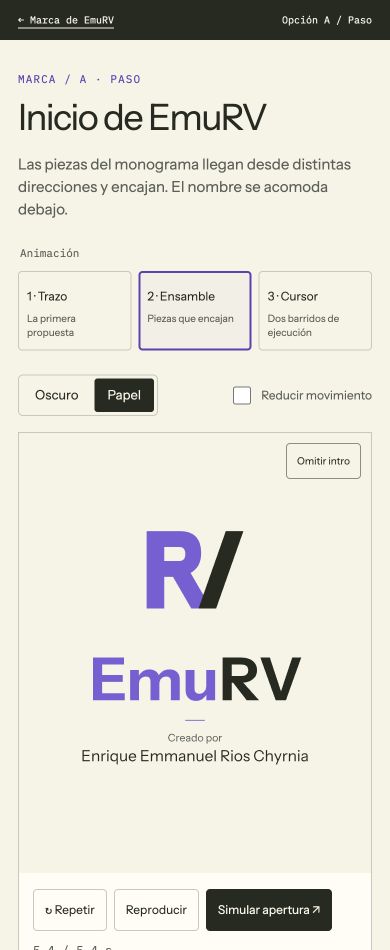 ← Marca de EmuRV
Opción A / Paso
MARCA / A · PASO
Inicio de EmuRV
Las piezas del monograma llegan desde distintas
direcciones y encajan. El nombre se acomoda
debajo.
Animación
1 · Trazo
La primera
propuesta
2 · Ensamble
Piezas que encajan
3 · Cursor
Dos barridos de
ejecución
Oscuro
Papel
Reducir movimiento
Omitir intro
R/
EmuRV
Creado por
Enrique Emmanuel Rios Chyrnia
↻ Repetir
Reproducir
Simular apertura ↗